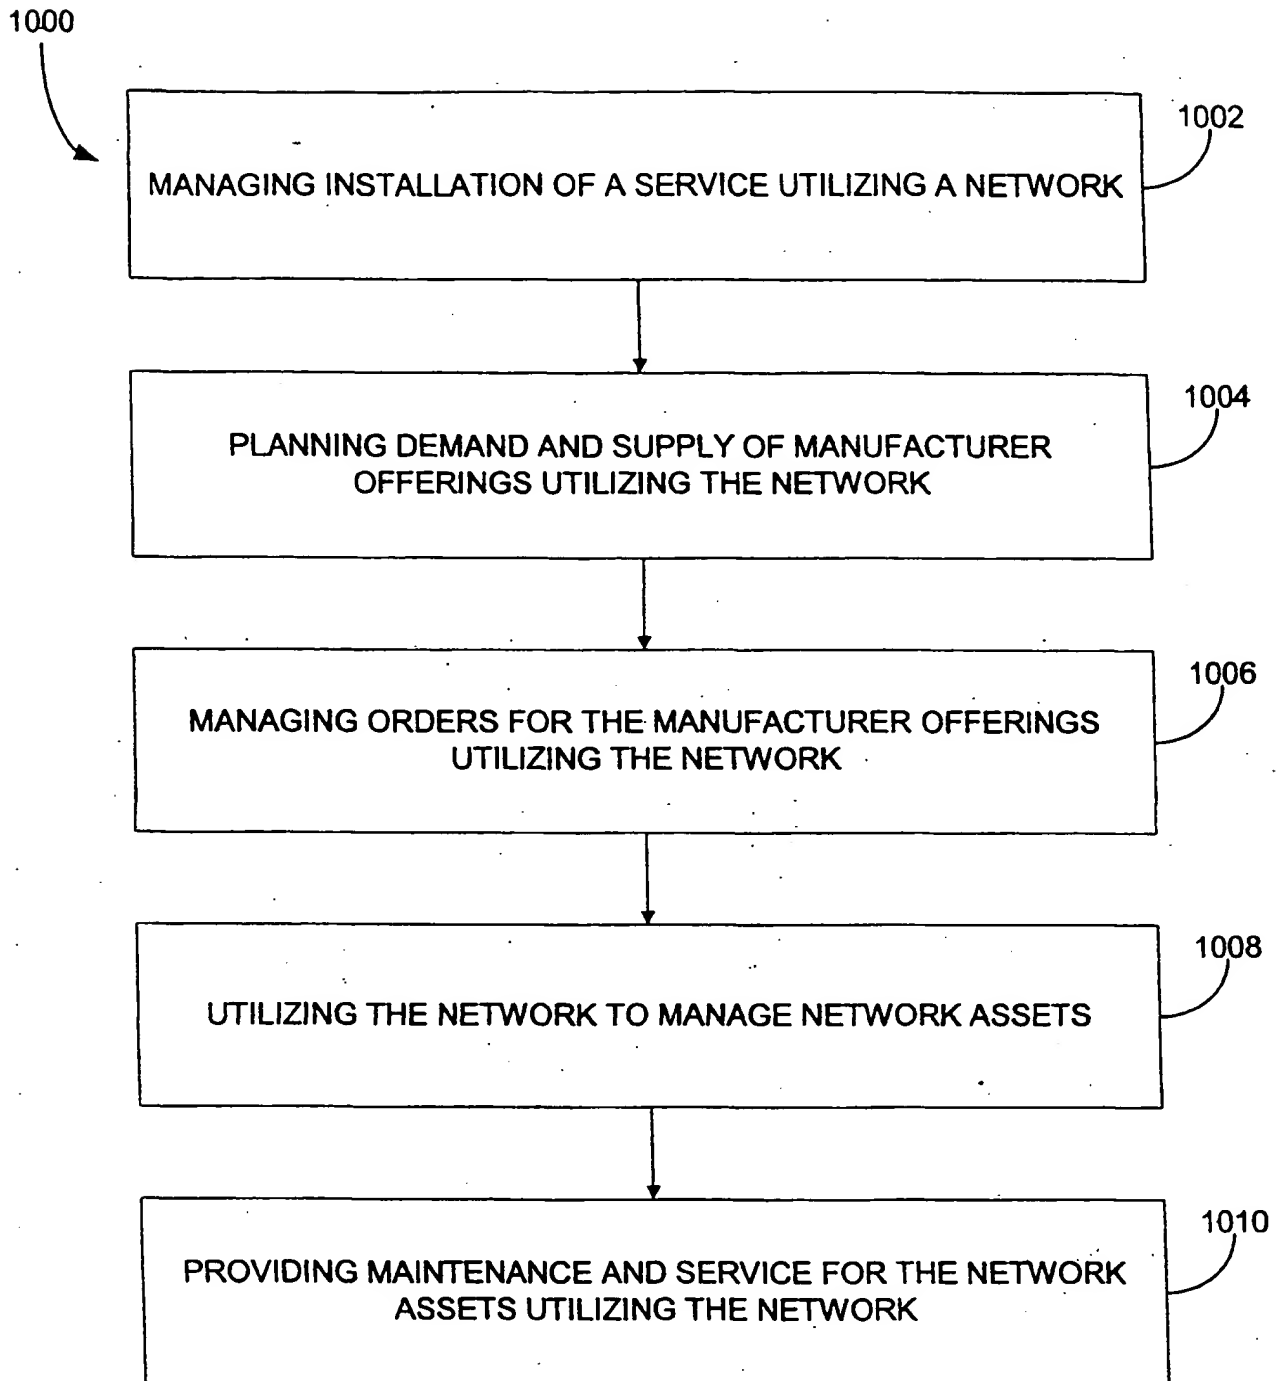 1000
1002
MANAGING INSTALLATION OF A SERVICE UTILIZING A NETWORK
1004
PLANNING DEMAND AND SUPPLY OF MANUFACTURER
OFFERINGS UTILIZING THE NETWORK
1006
MANAGING ORDERS FOR THE MANUFACTURER OFFERINGS
UTILIZING THE NETWORK
1008
UTILIZING THE NETWORK TO MANAGE NETWORK ASSETS
1010
PROVIDING MAINTENANCE AND SERVICE FOR THE NETWORK
ASSETS UTILIZING THE NETWORK